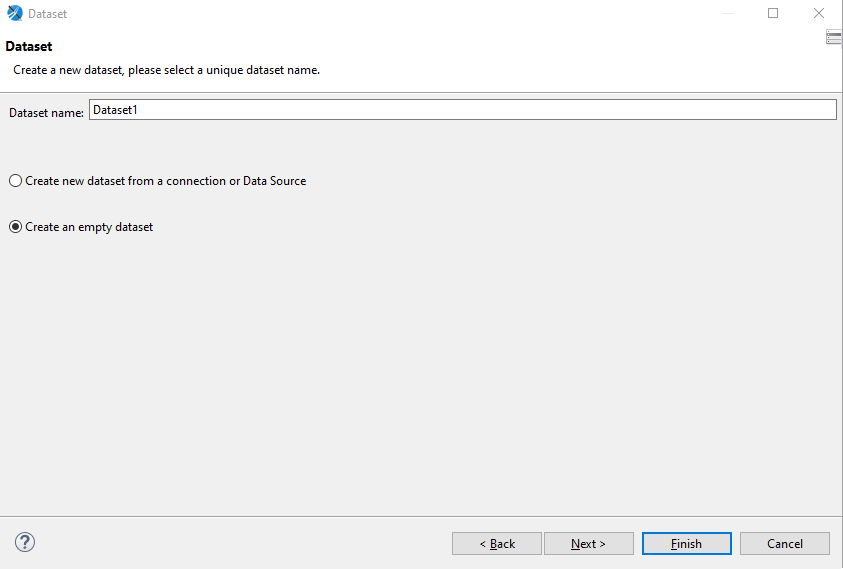 Dataset
Dataset
Create a new dataset, please select a unique dataset name.
Dataset name: Dataset1
Create new dataset from a connection or Data Source
Create an empty dataset
? < Back Next > Finish Cancel